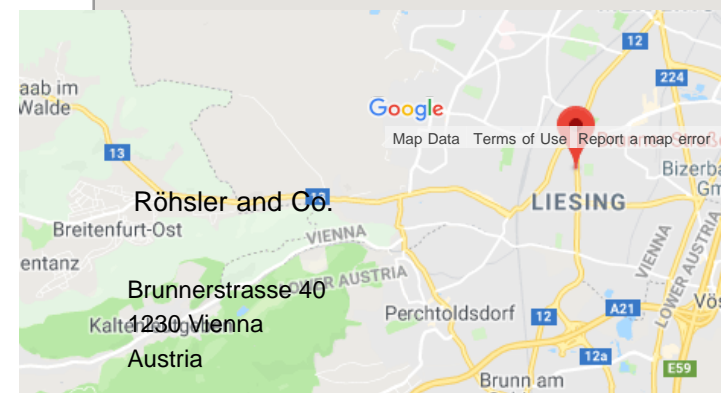 12
224
aab im
Walde
Google
Map Data Terms of Use Report a map error
13
Bizerba
Gm
Röhsler and Co.
LIESING
Breitenfurt-Ost
VIENNA
VIENNA
LOWER AUSTRIA
entanz
LOWER AUSTRIA
Brunnerstrasse 40
Perchtoldsdorf
12
A21
Vös
1230 Vienna
Austria
12a
E59
Brunn am